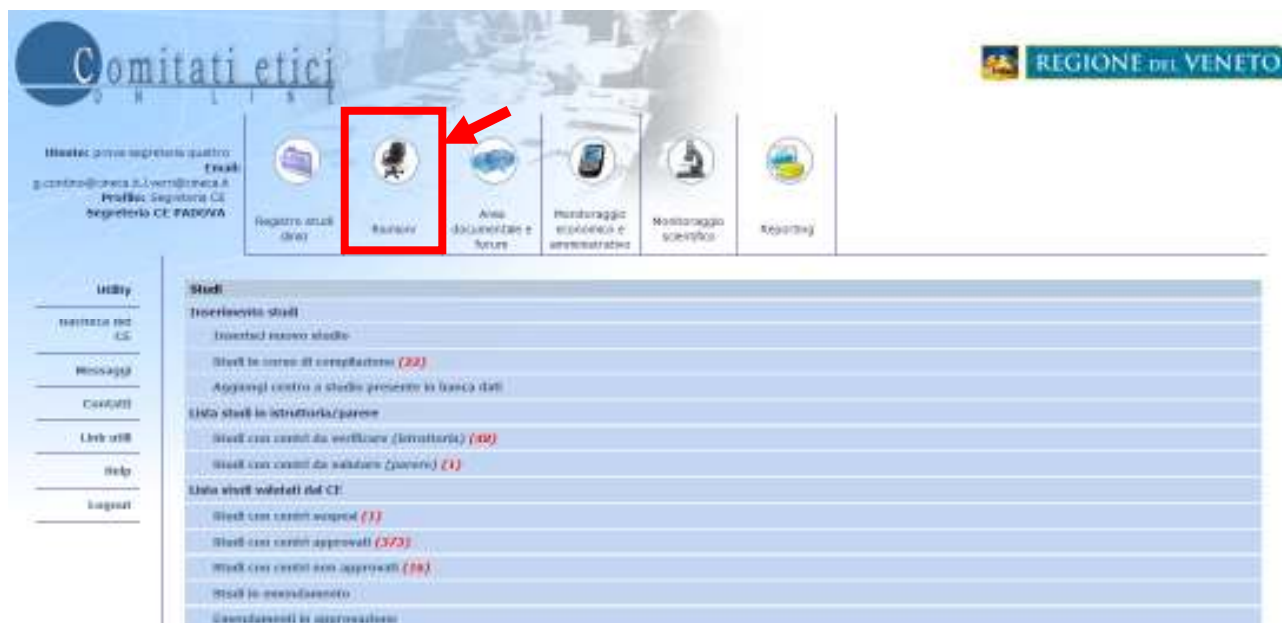 Comitati etici
ON LINE
REGIONE DEL VENETO
Utente: prova segreteria quattro
Email:
Profilo: Segreteria CE
Segreteria CE PADOVA
Registro studi
clinici
Riunioni
Area
documentale e
forum
Monitoraggio
economico e
amministrativo
Monitoraggio
scientifico
Reporting
Utility
CE
Messaggi
Contatti
Link utili
Help
Logout
Studi
Inserimento studi
Inserisci nuovo studio
Studi in corso di compilazione (22)
Aggiungi centro a studio presente in banca dati
Lista studi in istruttoria/parere
Studi con centri da verificare (istruttoria)
Studi con centri da valutare (parere) (1)
Lista studi valutati dal CE
Studi con centri sospesi (1)
Studi con centri approvati (373)
Studi con centri non approvati (16)
Studi in emendamento
Emendamenti in approvazione